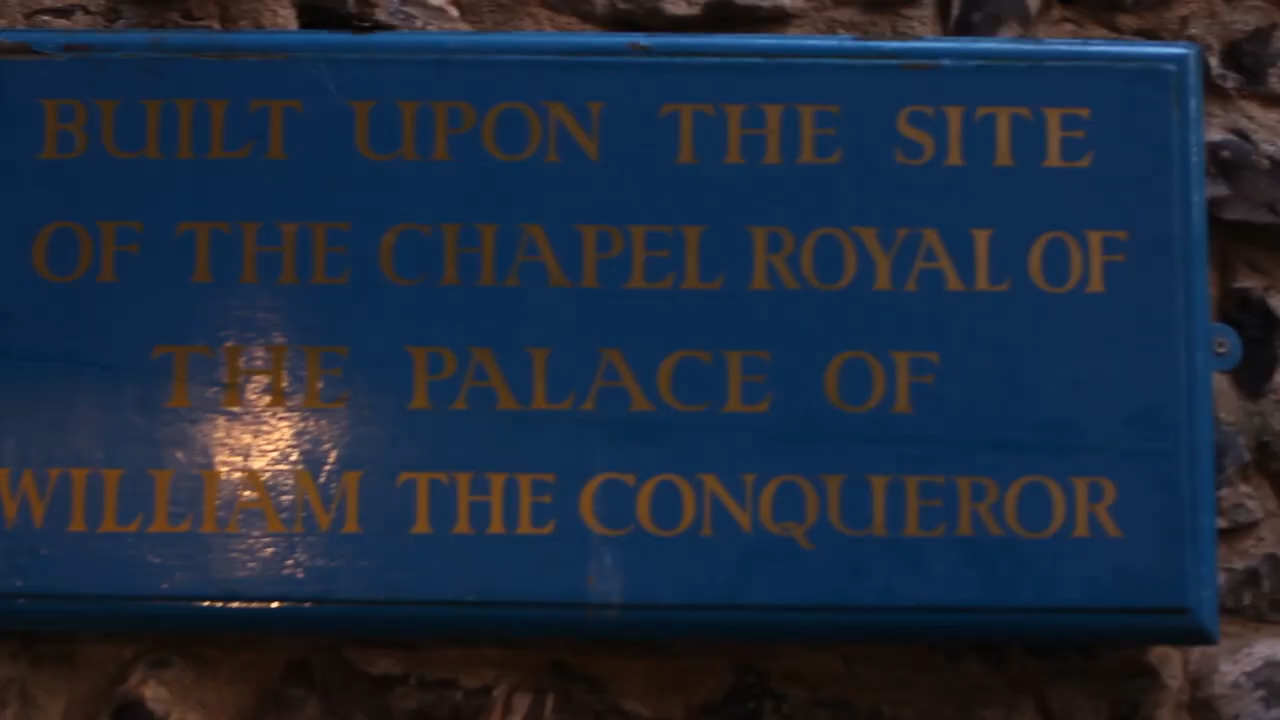 BUILT UPON THE SITE
OF THE CHAPEL ROYAL OF
THE PALACE OF
WILLIAM THE CONQUEROR